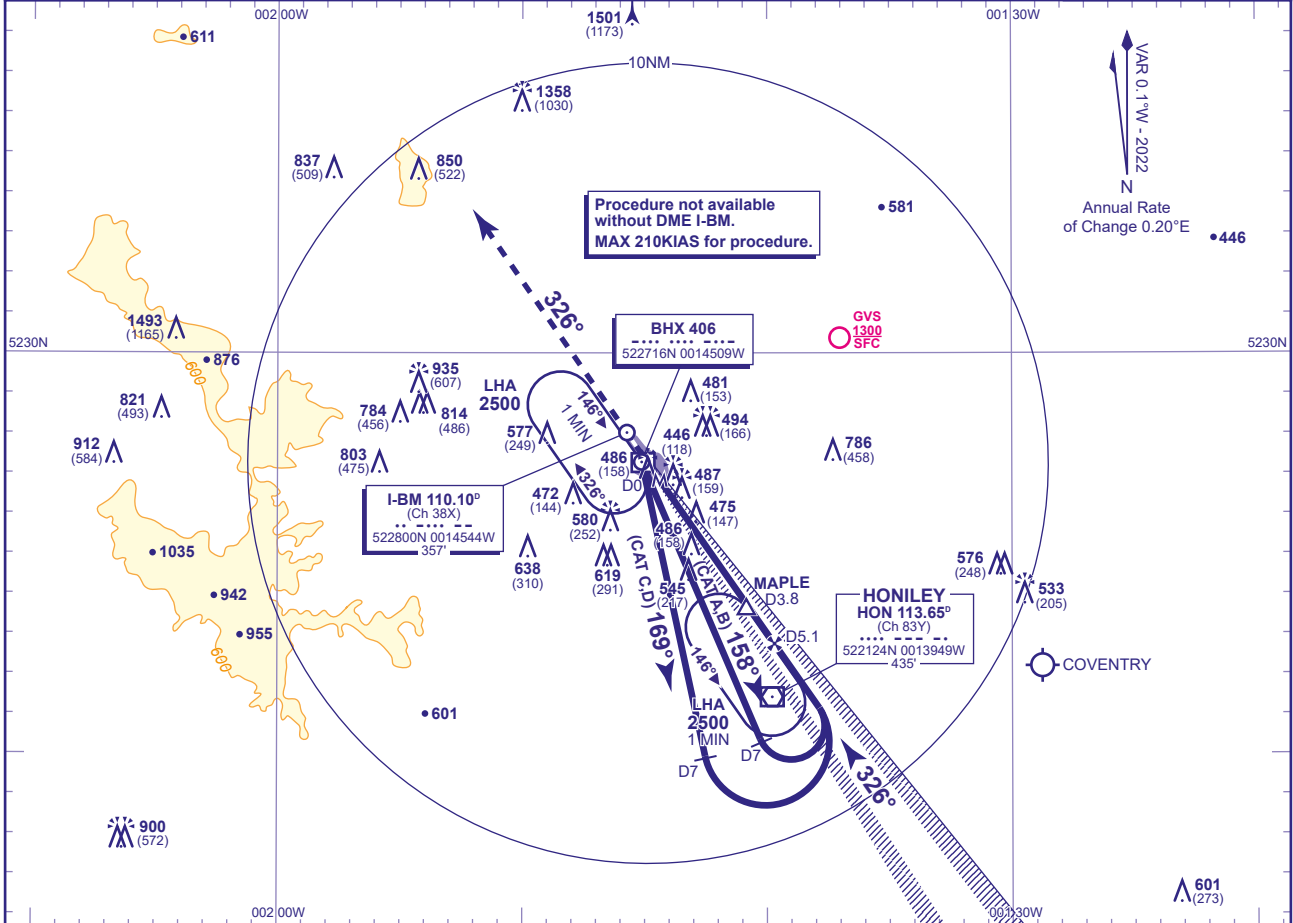 002°00'W
001°30'W
1501
(1173)
611
10NM
VAR 0.1°W - 2022
N
Annual Rate
of Change 0.20°E
1358
(1030)
837
(509)
850
(522)
Procedure not available
without DME I-BM.
MAX 210KIAS for procedure.
581
446
326°
1493
(1165)
BHX 406
-··· ···· -··-
522716N 0014509W
GVS
1300
SFC
5230N
5230N
876
600
935
(607)
LHA
2500
146°
1 MIN
481
(153)
821
(493)
784
(456)
814
(486)
577
(249)
494
(166)
912
(584)
803
(475)
446
(118)
786
(458)
486
(158)
D0
487
(159)
I-BM 110.10ᴰ
(Ch 38X)
·· -··· --
522800N 0014544W
357'
472
(144)
326°
580
(252)
475
(147)
486
(158)
1035
638
(310)
619
(291)
(CAT C,D) 169°
(CAT A,B) 158°
545
(217)
MAPLE
D3.8
576
(248)
533
(205)
942
HONILEY
HON 113.65ᴰ
(Ch 83Y)
···· --- -·
522124N 0013949W
435'
955
600
D5.1
COVENTRY
146°
601
LHA
2500
1 MIN
D7
D7
326°
900
(572)
601
(273)
002°00'W
001°30'W